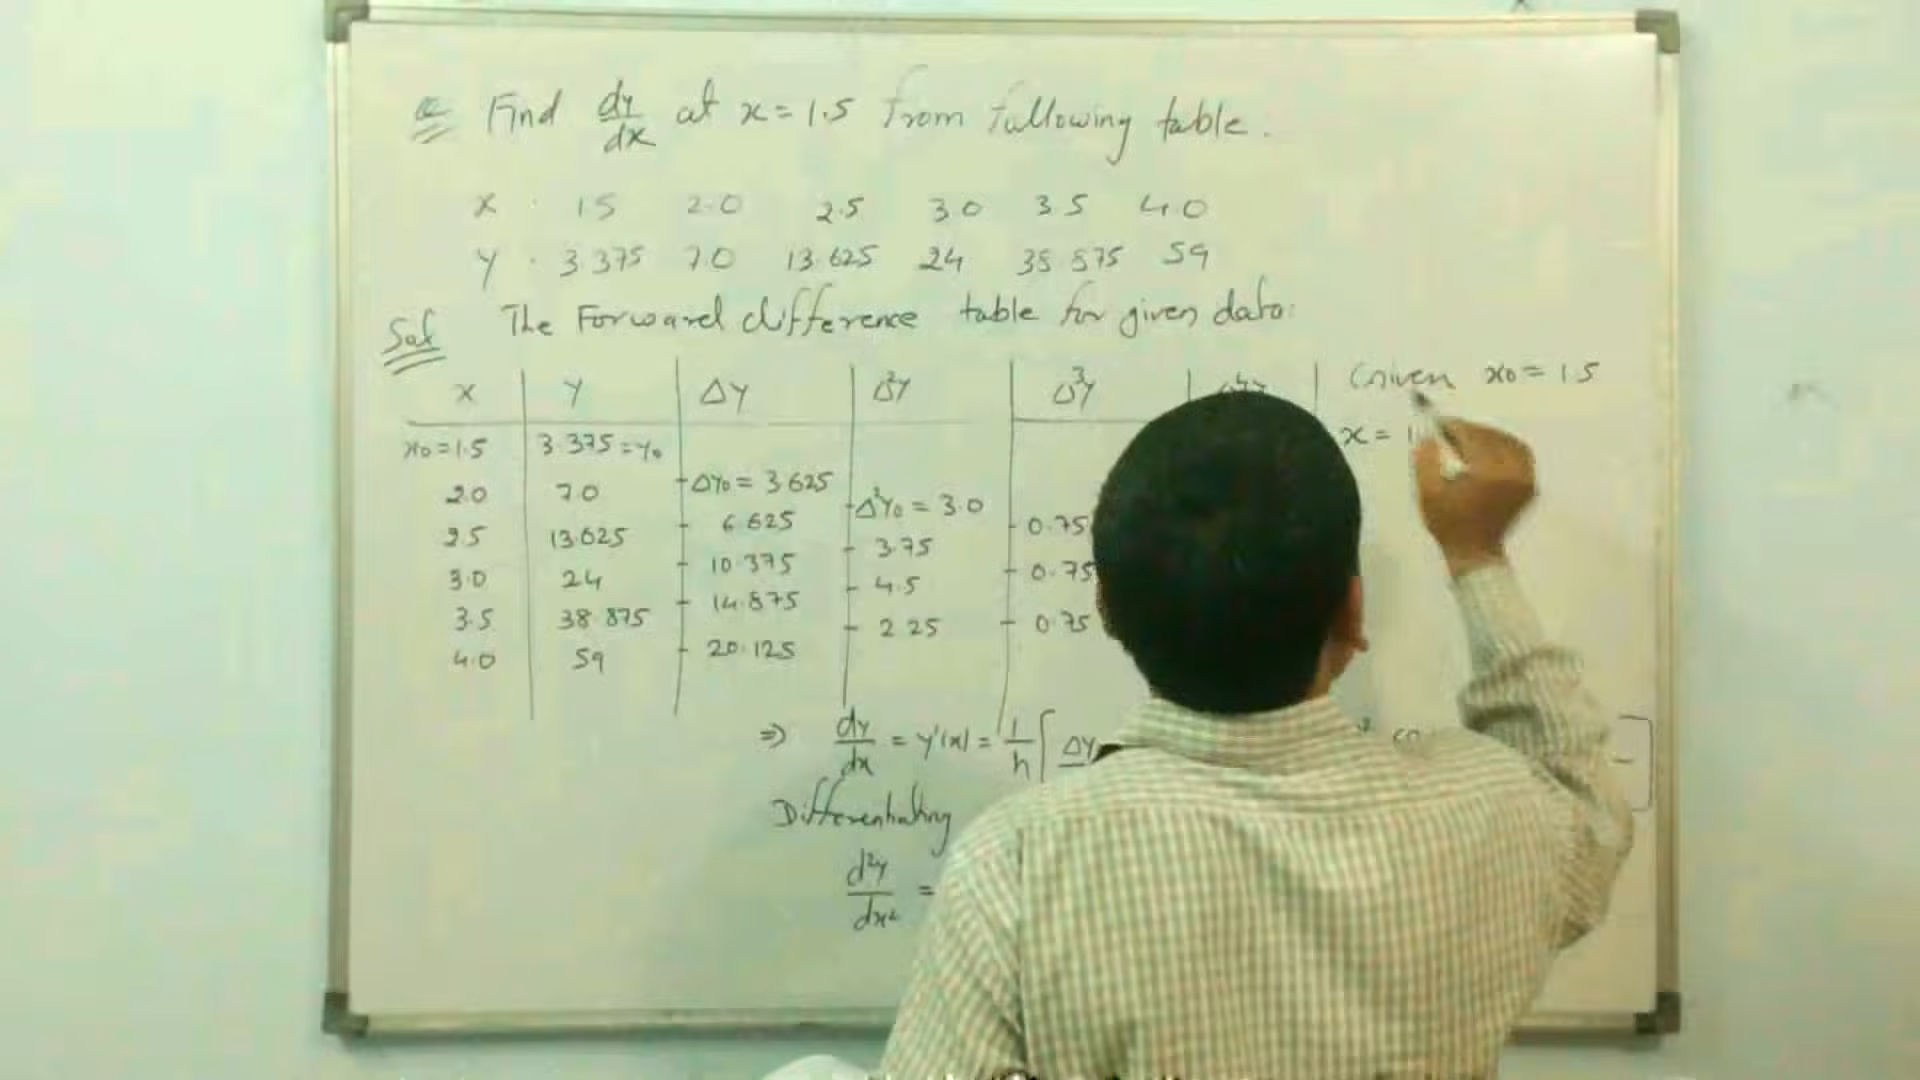 Find dy/dx at x = 1.5 from following table.
X 1.5 2.0 2.5 3.0 3.5 4.0
Y 3.375 7.0 13.625 24 38.875 59
Sol The Forward difference table for given data:
X Y ΔY Δ²Y Δ³Y Given x0 = 1.5
x0 = 1.5 3.375 = Y0 x = 1
ΔY0 = 3.625
2.0 7.0 Δ²Y0 = 3.0
6.625 0.75
2.5 13.625 3.75
10.375 0.75
3.0 24 4.5
14.875 0.75
3.5 38.875 2.25
20.125
4.0 59
⇒ dy/dx = y'(x) = 1/h [ ΔY
Differentiating
d²y/dx² =